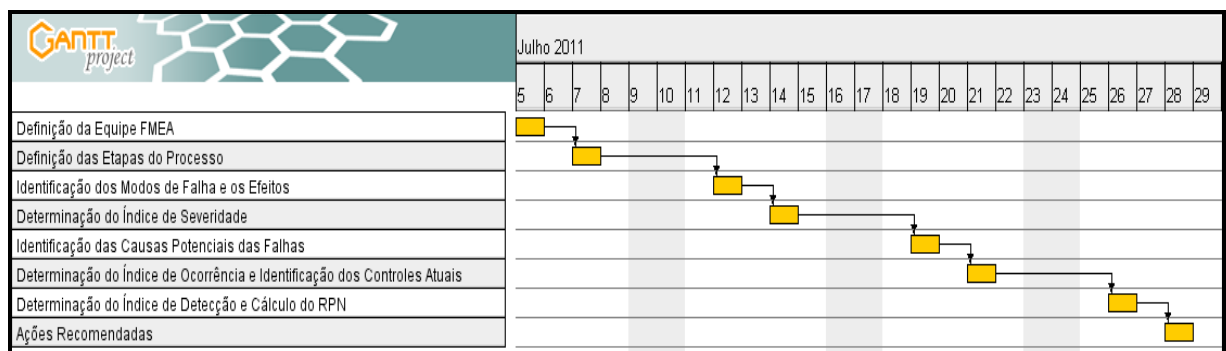 GANTT
project
Julho 2011
5 6 7 8 9 10 11 12 13 14 15 16 17 18 19 20 21 22 23 24 25 26 27 28 29
Definição da Equipe FMEA
Definição das Etapas do Processo
Identificação dos Modos de Falha e os Efeitos
Determinação do Índice de Severidade
Identificação das Causas Potenciais das Falhas
Determinação do Índice de Ocorrência e Identificação dos Controles Atuais
Determinação do Índice de Detecção e Cálculo do RPN
Ações Recomendadas